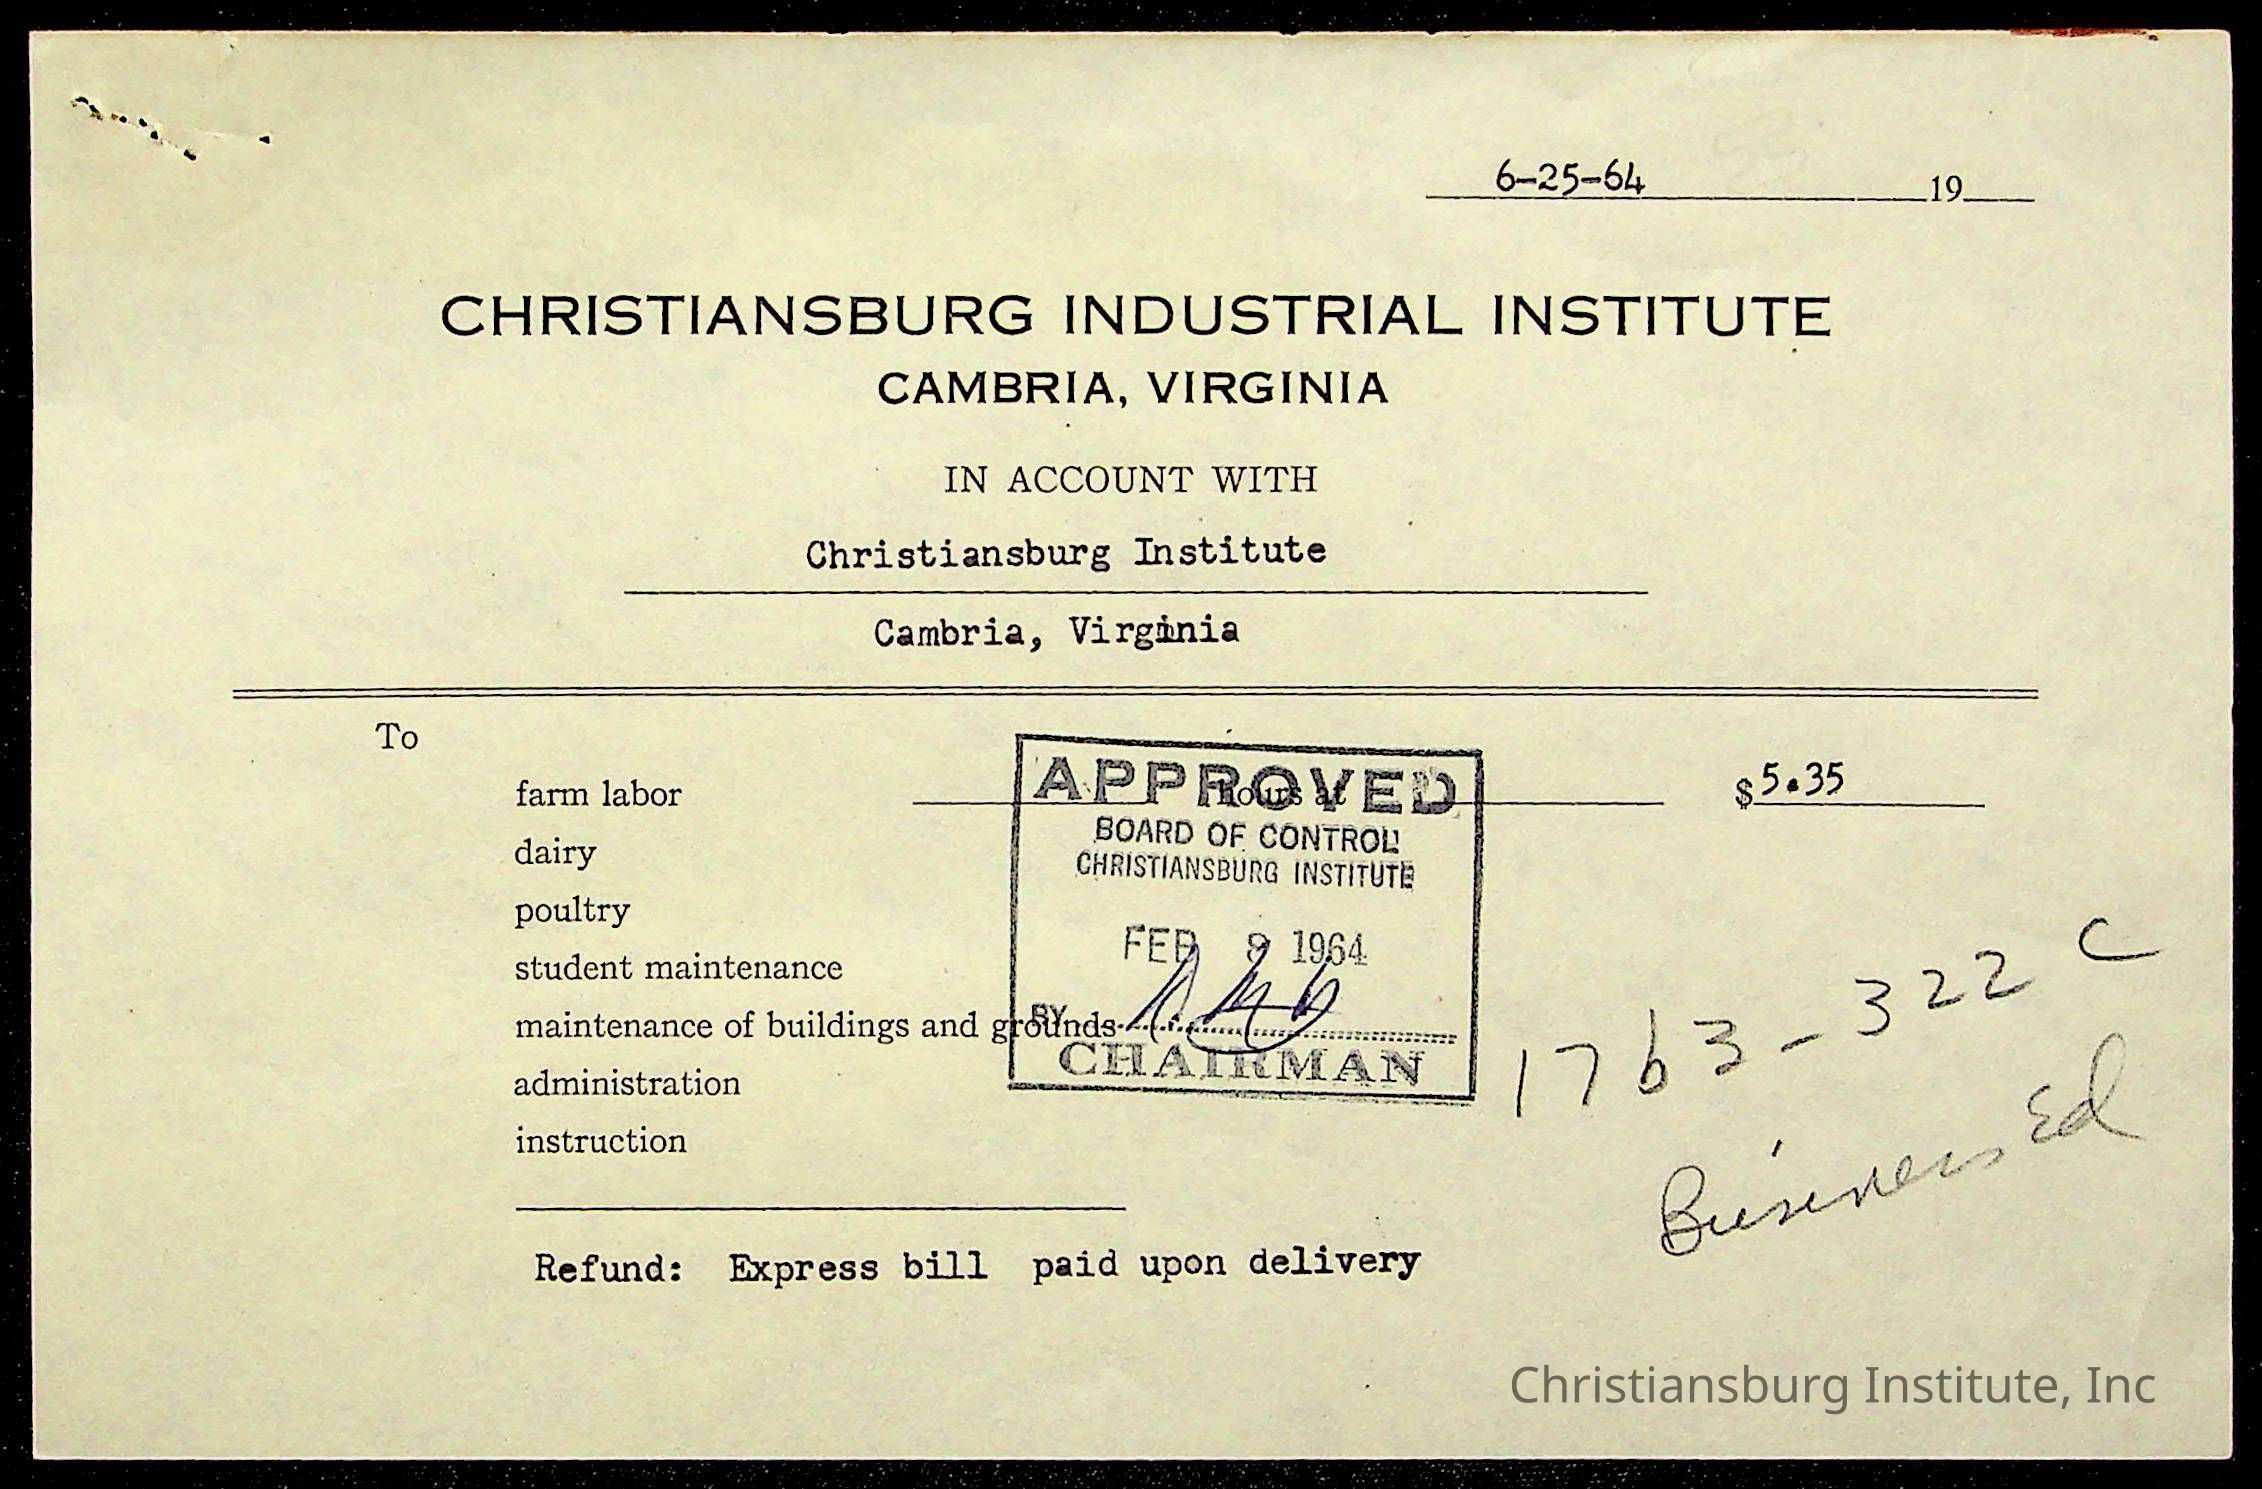 6-25-64 19
CHRISTIANSBURG INDUSTRIAL INSTITUTE
CAMBRIA, VIRGINIA
IN ACCOUNT WITH
Christiansburg Institute
Cambria, Virginia
To
farm labor hours at $5.35
dairy
poultry
student maintenance
maintenance of buildings and grounds
administration
instruction
APPROVED
BOARD OF CONTROL
CHRISTIANSBURG INSTITUTE
FEB 8 1964
BY
CHAIRMAN
1763-322 C
Business Ed
Refund: Express bill paid upon delivery
Christiansburg Institute, Inc